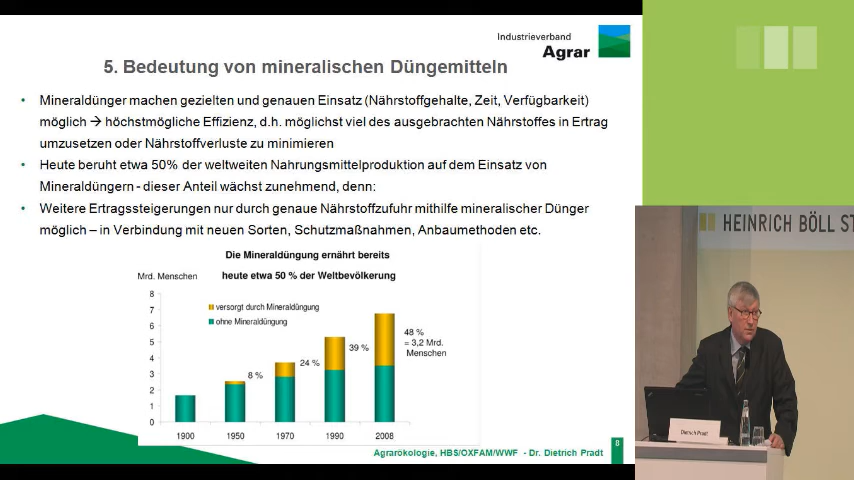 Industrieverband
Agrar
5. Bedeutung von mineralischen Düngemitteln
• Mineraldünger machen gezielten und genauen Einsatz (Nährstoffgehalte, Zeit, Verfügbarkeit)
möglich → höchstmögliche Effizienz, d.h. möglichst viel des ausgebrachten Nährstoffes in Ertrag
umzusetzen oder Nährstoffverluste zu minimieren
• Heute beruht etwa 50% der weltweiten Nahrungsmittelproduktion auf dem Einsatz von
Mineraldüngern - dieser Anteil wächst zunehmend, denn:
• Weitere Ertragssteigerungen nur durch genaue Nährstoffzufuhr mithilfe mineralischer Dünger
möglich – in Verbindung mit neuen Sorten, Schutzmaßnahmen, Anbaumethoden etc.
Die Mineraldüngung ernährt bereits
heute etwa 50 % der Weltbevölkerung
Mrd. Menschen
8
7
6
5
4
3
2
1
0
versorgt durch Mineraldüngung
ohne Mineraldüngung
8 %
24 %
39 %
48 %
= 3,2 Mrd.
Menschen
1900 1950 1970 1990 2008
Agrarökologie, HBS/OXFAM/WWF - Dr. Dietrich Pradt
8
HEINRICH BÖLL ST
Dietrich Pradt